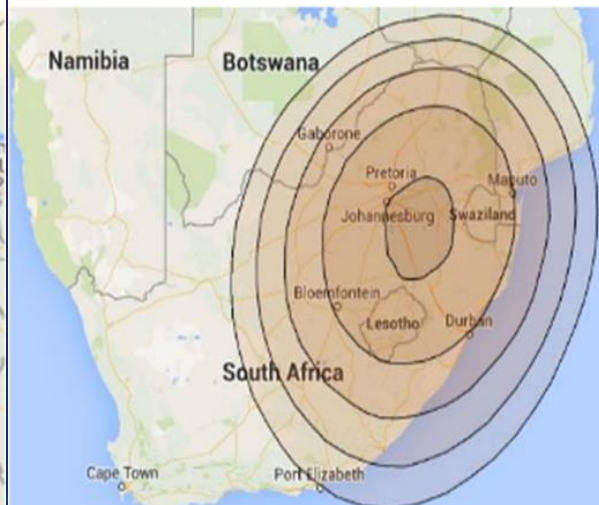 Namibia
Botswana
Gaborone
Pretoria
Maputo
Johannesburg
Swaziland
Bloemfontein
Lesotho
Durban
South Africa
Cape Town
Port Elizabeth